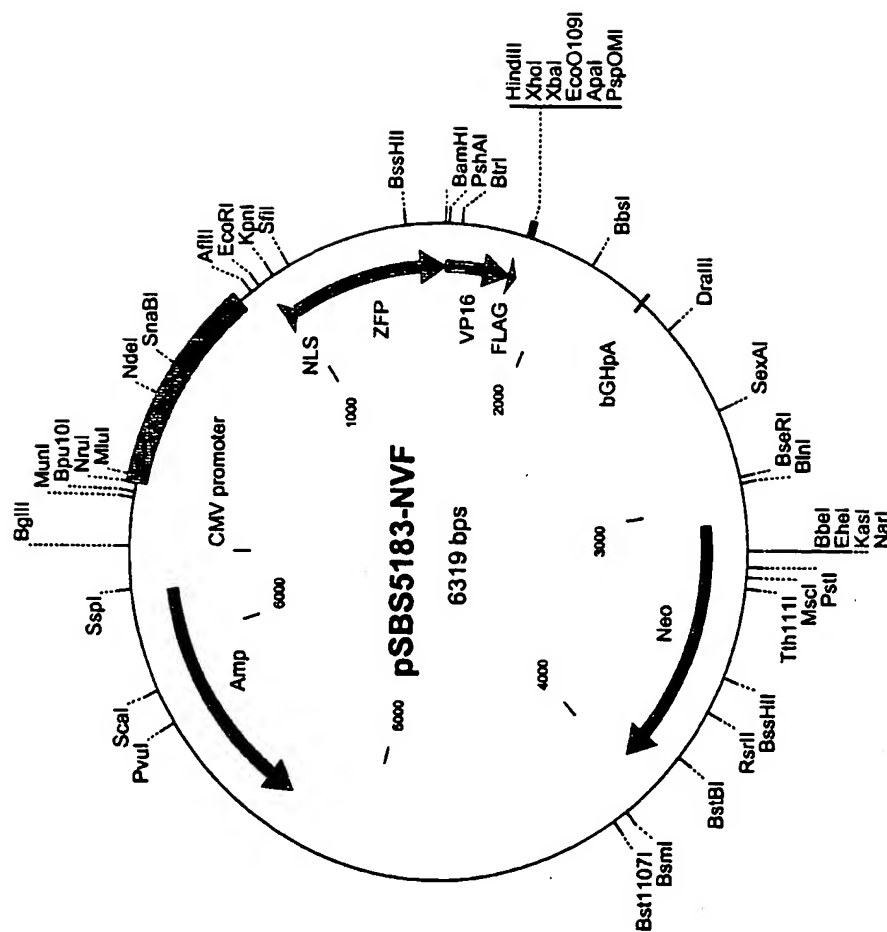 pSBS5183-NVF
6319 bps
BglII
MunI
Bpu10I
NruI
MluI
NdeI
SnaBI
AflII
EcoRI
KpnI
SfiI
BssHII
BamHI
PshAI
BtrI
HindIII
XhoI
XbaI
EcoO109I
ApaI
PspOMI
BbsI
DraIII
SexAI
BseRI
BlnI
BbeI
EheI
KasI
NarI
PstI
MscI
Tth111I
BssHII
RsrII
BstBI
BsmI
Bst1107I
PvuI
ScaI
SspI
CMV promoter
NLS
ZFP
VP16
FLAG
bGHpA
Neo
Amp
1000
2000
3000
4000
5000
6000